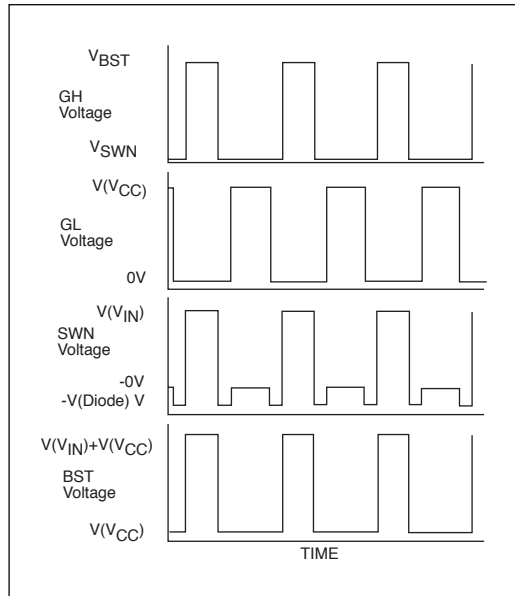 VBST
GH
Voltage
VSWN
V(VCC)
GL
Voltage
0V
V(VIN)
SWN
Voltage
-0V
-V(Diode) V
V(VIN)+V(VCC)
BST
Voltage
V(VCC)
TIME